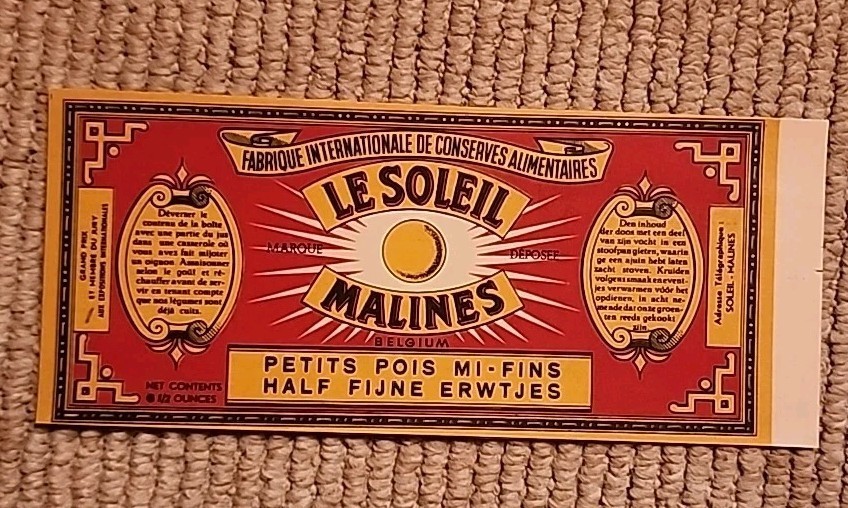 FABRIQUE INTERNATIONALE DE CONSERVES ALIMENTAIRES
LE SOLEIL
MARQUE DÉPOSÉE
MALINES
BELGIUM
PETITS POIS MI-FINS
HALF FIJNE ERWTJES
GRAND PRIX
ET MEMBRE DU JURY
AUX EXPOSITIONS INTERNATIONALES
Déverser le
contenu de la boîte
avec une partie du jus
dans une casserole où
vous avez fait mijoter
un oignon. Assaisonner
selon le goût et ré-
chauffer avant de ser-
vir en tenant compte
que nos légumes sont
déjà cuits.
NET CONTENTS
1/2 OUNCES
Den inhoud
der doos met een deel
van zijn vocht in een
stoofpan gieten, waarin
ge een ajuin hebt laten
zacht stoven. Kruiden
volgens smaak en event-
jes verwarmen vóór het
opdienen, in acht ne-
mende dat onze groen-
ten reeds gekookt
zijn.
Adresse Télégraphique :
SOLEIL - MALINES